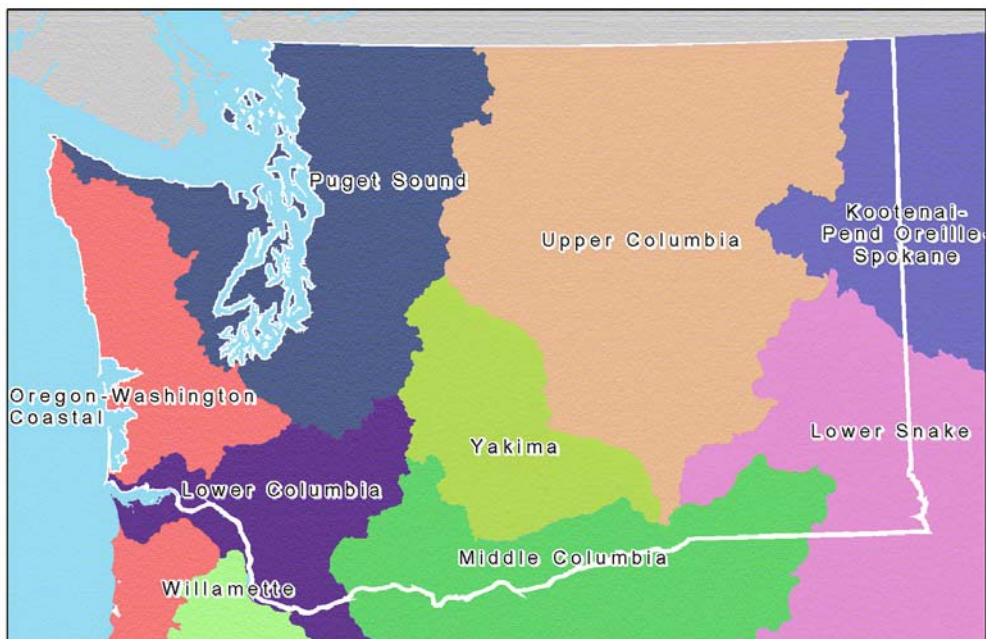 Puget Sound
Upper Columbia
Kootenai-
Pend Oreille-
Spokane
Oregon-Washington
Coastal
Yakima
Lower Snake
Lower Columbia
Middle Columbia
Willamette